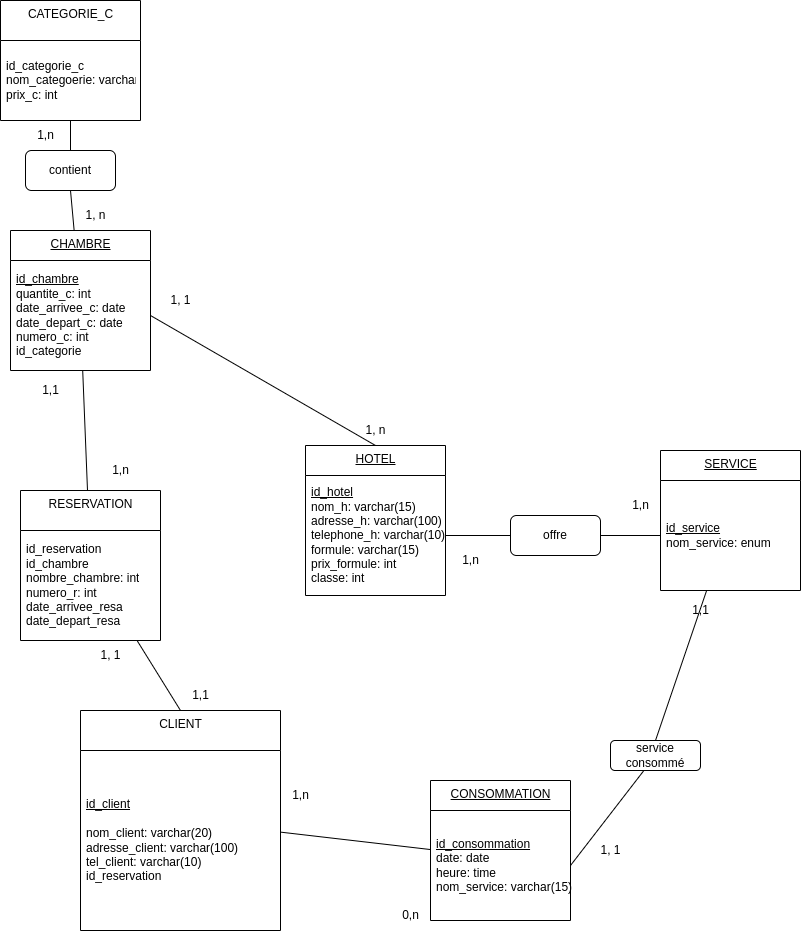 CATEGORIE_C
id_categorie_c
nom_categoerie: varchar
prix_c: int
1,n
contient
1, n
CHAMBRE
id_chambre
quantite_c: int
date_arrivee_c: date
date_depart_c: date
numero_c: int
id_categorie
1, 1
1,1
1, n
HOTEL
id_hotel
nom_h: varchar(15)
adresse_h: varchar(100)
telephone_h: varchar(10)
formule: varchar(15)
prix_formule: int
classe: int
1,n
offre
1,n
SERVICE
id_service
nom_service: enum
1,1
1,n
RESERVATION
id_reservation
id_chambre
nombre_chambre: int
numero_r: int
date_arrivee_resa
date_depart_resa
1, 1
1,1
CLIENT
id_client
nom_client: varchar(20)
adresse_client: varchar(100)
tel_client: varchar(10)
id_reservation
1,n
0,n
CONSOMMATION
id_consommation
date: date
heure: time
nom_service: varchar(15)
1, 1
service
consommé